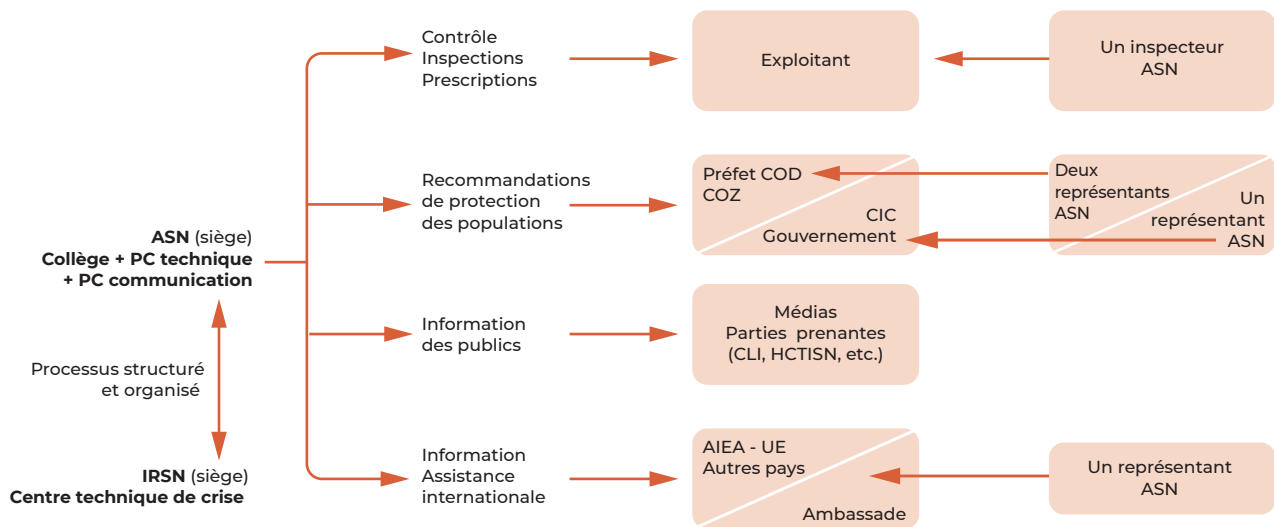 ASN (siège)
Collège + PC technique
+ PC communication
Processus structuré
et organisé
IRSN (siège)
Centre technique de crise
Contrôle
Inspections
Prescriptions
Exploitant
Un inspecteur
ASN
Recommandations
de protection
des populations
Préfet COD
COZ
CIC
Gouvernement
Deux
représentants
ASN
Un
représentant
ASN
Information
des publics
Médias
Parties prenantes
(CLI, HCTISN, etc.)
Information
Assistance
internationale
AIEA - UE
Autres pays
Ambassade
Un représentant
ASN